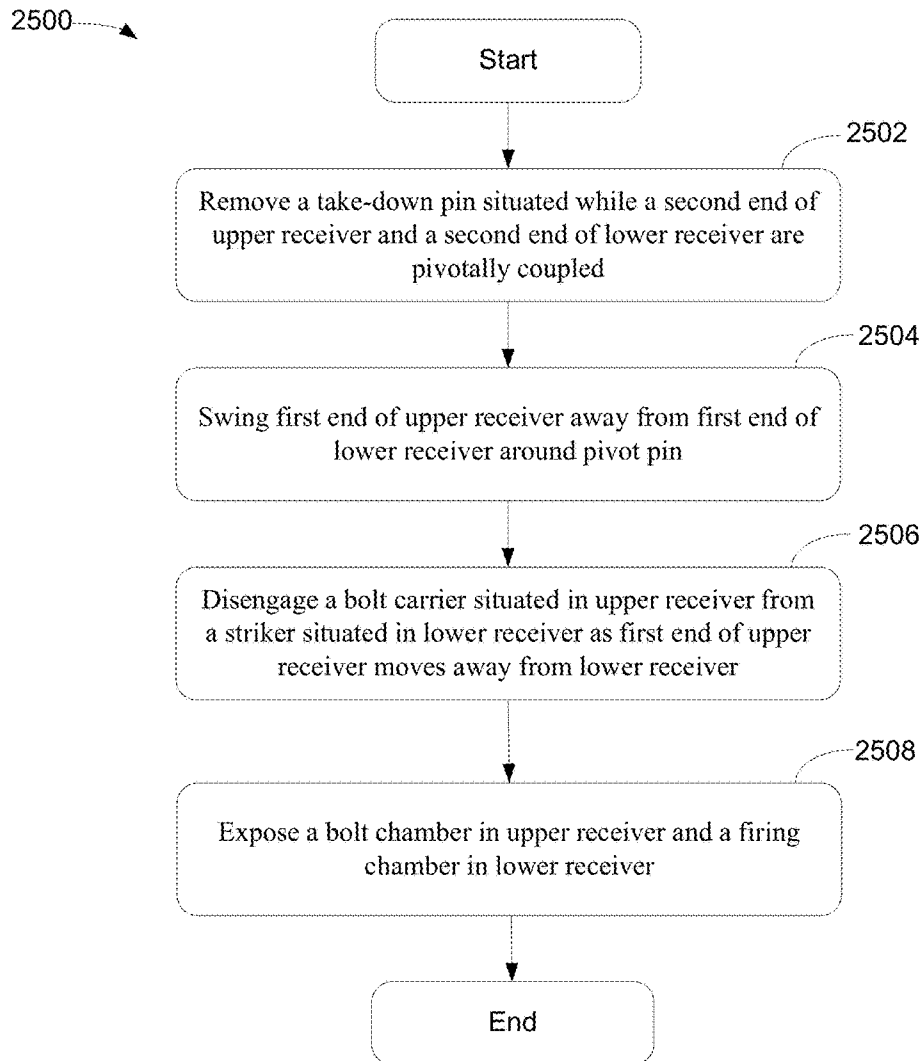 2500
Start
2502
Remove a take-down pin situated while a second end of
upper receiver and a second end of lower receiver are
pivotally coupled
2504
Swing first end of upper receiver away from first end of
lower receiver around pivot pin
2506
Disengage a bolt carrier situated in upper receiver from
a striker situated in lower receiver as first end of upper
receiver moves away from lower receiver
2508
Expose a bolt chamber in upper receiver and a firing
chamber in lower receiver
End